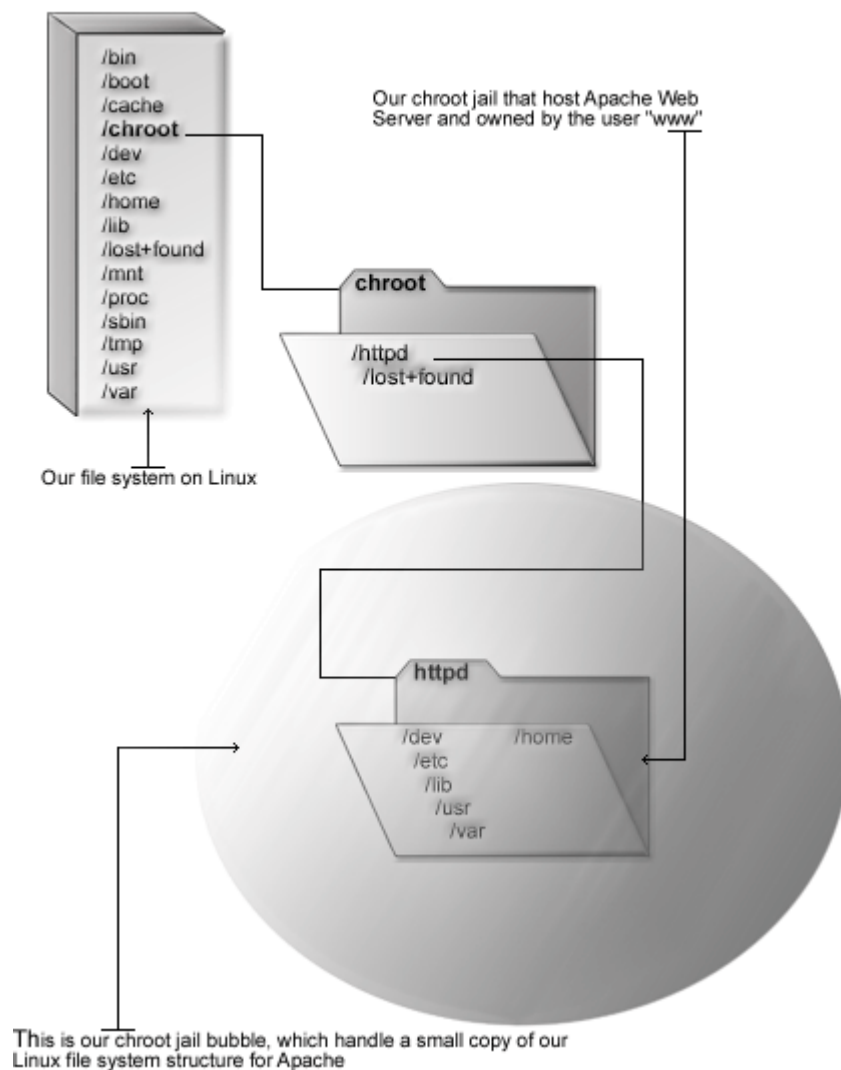 /bin
/boot
/cache
/chroot
/dev
/etc
/home
/lib
/lost+found
/mnt
/proc
/sbin
/tmp
/usr
/var
Our file system on Linux
Our chroot jail that host Apache Web
Server and owned by the user "www"
chroot
/httpd
/lost+found
httpd
/dev /home
/etc
/lib
/usr
/var
This is our chroot jail bubble, which handle a small copy of our
Linux file system structure for Apache